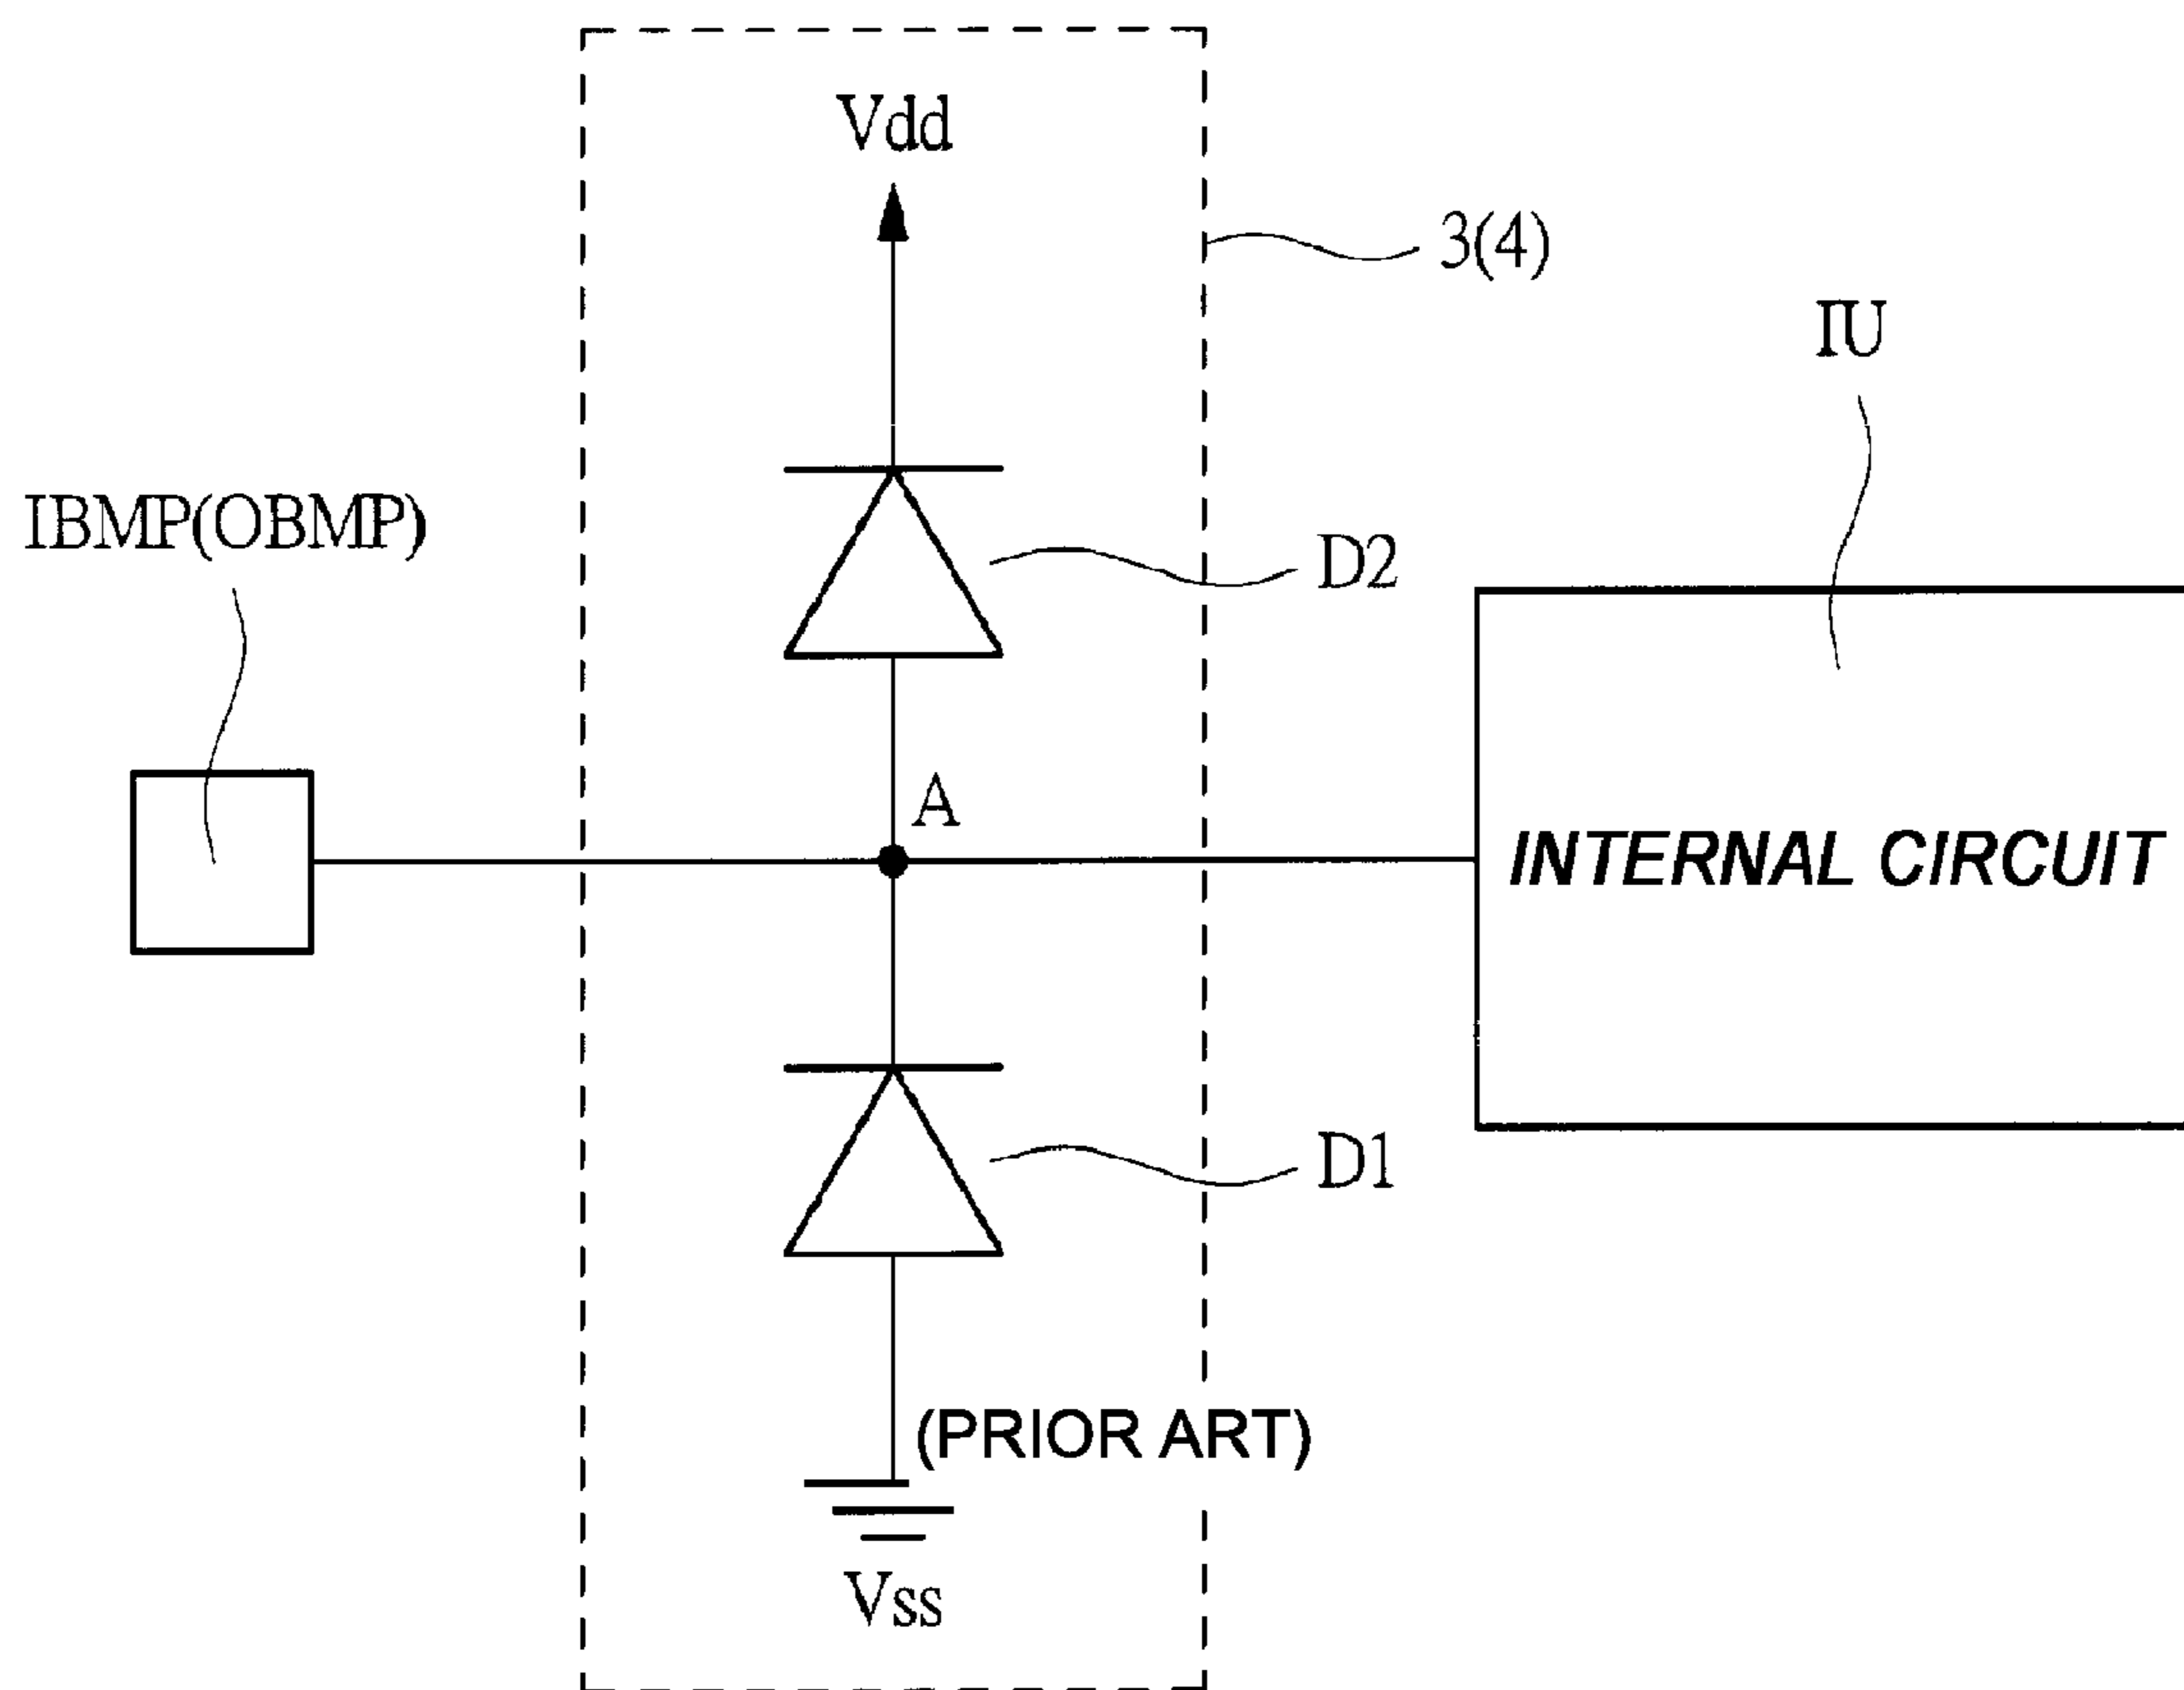 Vdd
3(4)
IU
IBMP(OBMP)
D2
A
INTERNAL CIRCUIT
D1
(PRIOR ART)
Vss